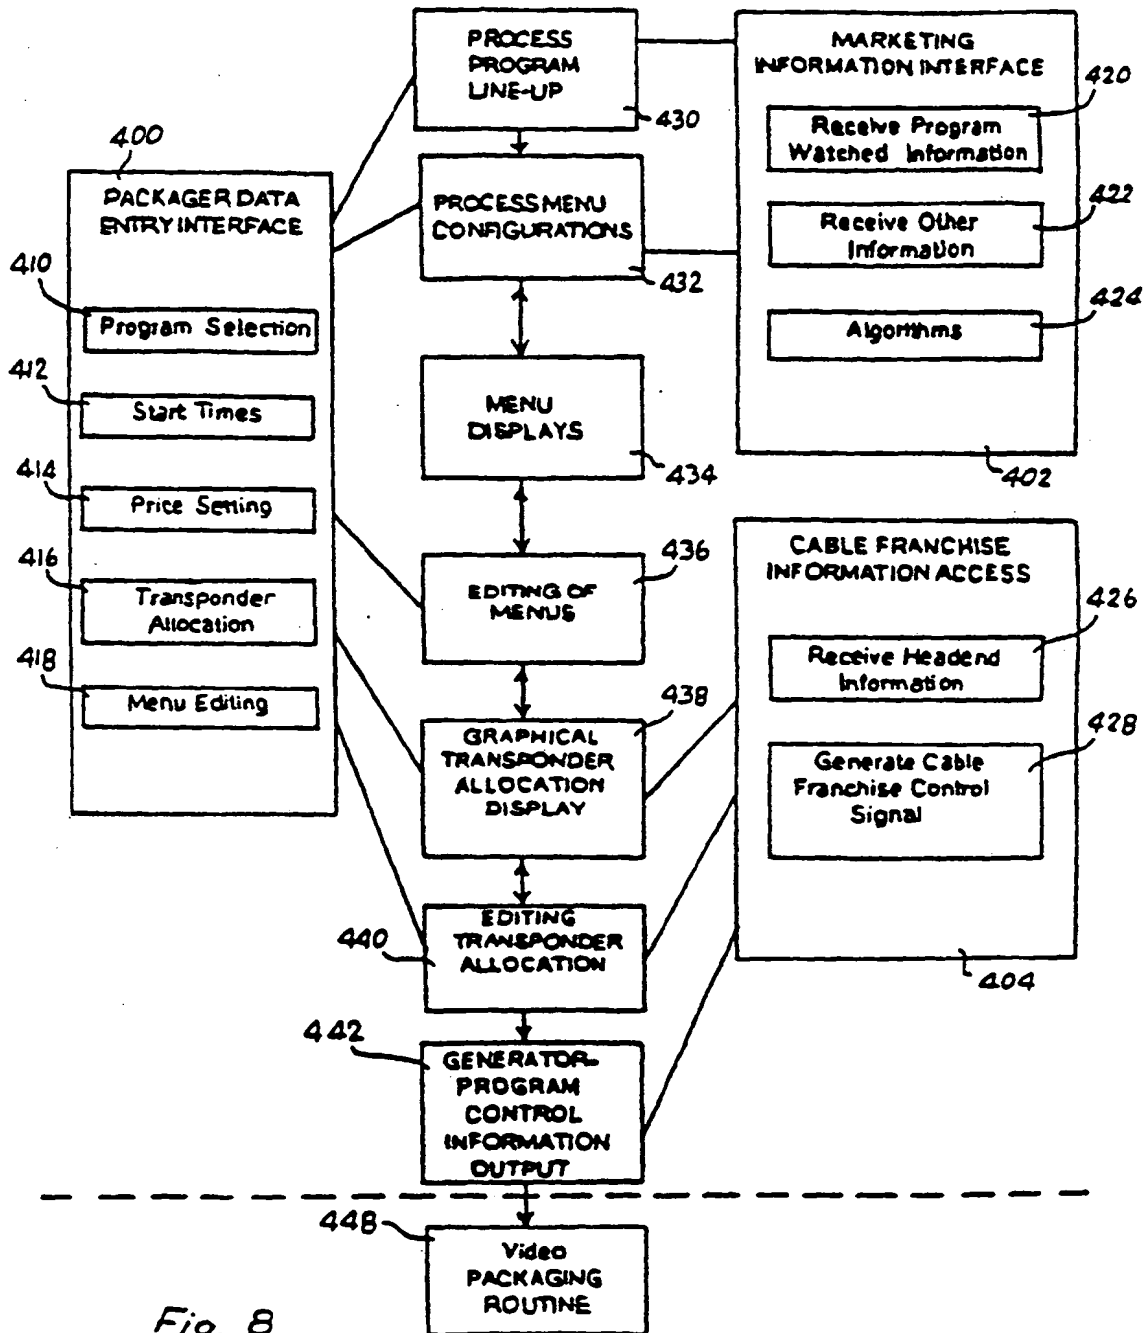 PROCESS
PROGRAM
LINE-UP
430
MARKETING
INFORMATION INTERFACE
420
Receive Program
Watched Information
422
Receive Other
Information
424
Algorithms
402
400
PACKAGER DATA
ENTRY INTERFACE
410
Program Selection
412
Start Times
414
Price Setting
416
Transponder
Allocation
418
Menu Editing
PROCESS MENU
CONFIGURATIONS
432
MENU
DISPLAYS
434
EDITING OF
MENUS
436
GRAPHICAL
TRANSPONDER
ALLOCATION
DISPLAY
438
CABLE FRANCHISE
INFORMATION ACCESS
426
Receive Headend
Information
428
Generate Cable
Franchise Control
Signal
404
EDITING
TRANSPONDER
ALLOCATION
440
442
GENERATOR-
PROGRAM
CONTROL
INFORMATION
OUTPUT
448
Video
PACKAGING
ROUTINE
Fig 8